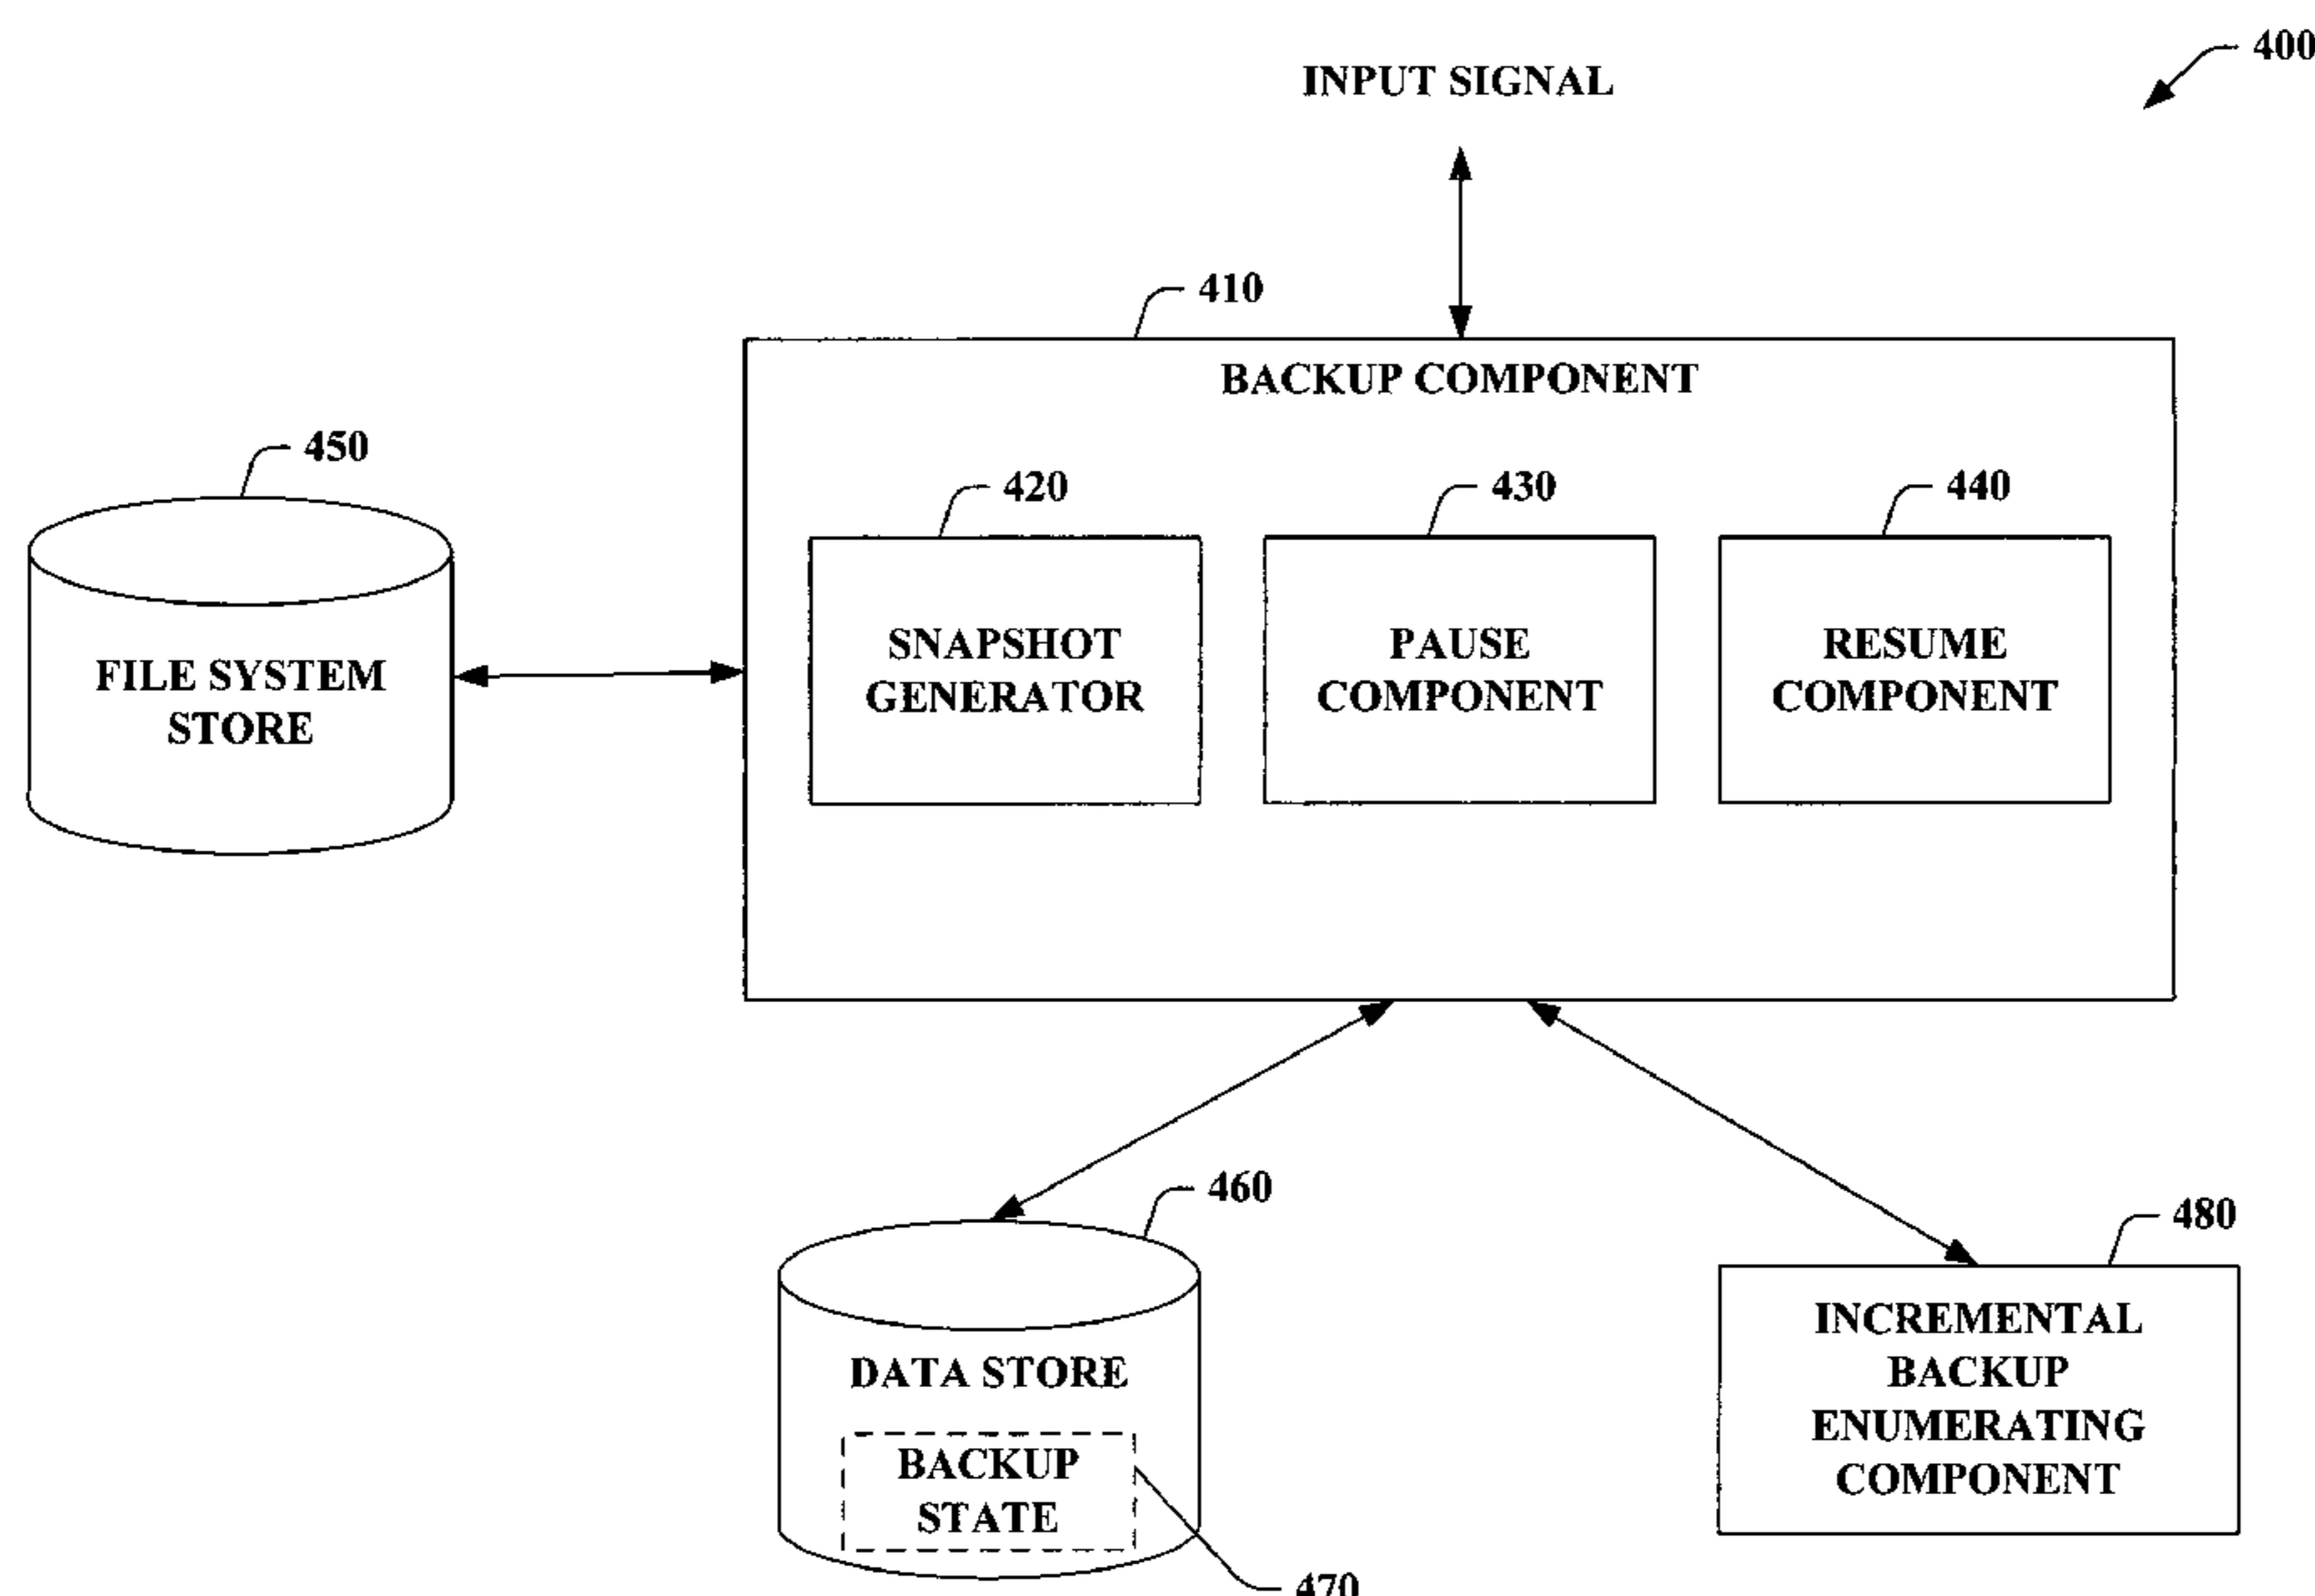 400
INPUT SIGNAL
410
BACKUP COMPONENT
450
420
430
440
FILE SYSTEM
STORE
SNAPSHOT
GENERATOR
PAUSE
COMPONENT
RESUME
COMPONENT
460
480
DATA STORE
BACKUP
STATE
INCREMENTAL
BACKUP
ENUMERATING
COMPONENT
470